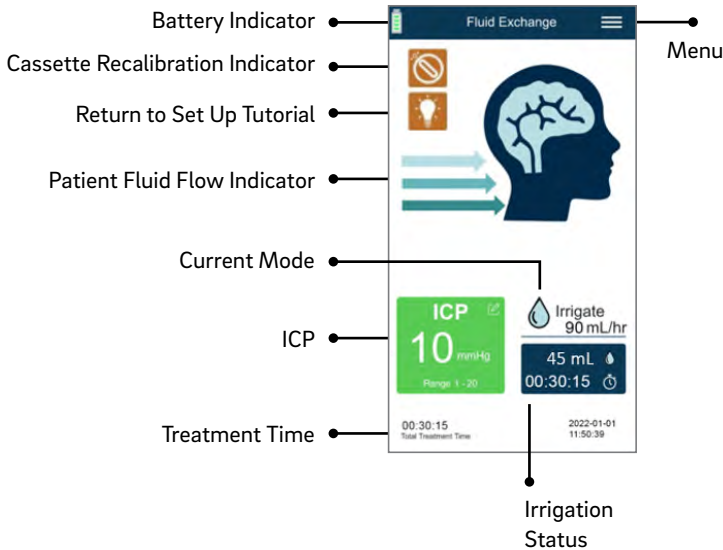 Battery Indicator
Fluid Exchange
Menu
Cassette Recalibration Indicator
Return to Set Up Tutorial
Patient Fluid Flow Indicator
Current Mode
ICP
ICP
10 mmHg
Range 1 - 20
Irrigate
90 mL/hr
45 mL
00:30:15
Treatment Time
00:30:15
Total Treatment Time
2022-01-01
11:50:39
Irrigation
Status